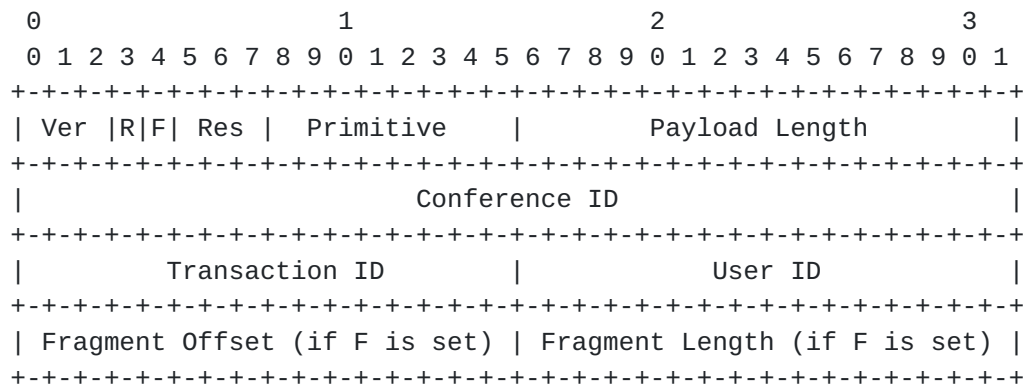 0                   1                   2                   3
 0 1 2 3 4 5 6 7 8 9 0 1 2 3 4 5 6 7 8 9 0 1 2 3 4 5 6 7 8 9 0 1
+-+-+-+-+-+-+-+-+-+-+-+-+-+-+-+-+-+-+-+-+-+-+-+-+-+-+-+-+-+-+-+-+
| Ver |R|F| Res |  Primitive    |        Payload Length         |
+-+-+-+-+-+-+-+-+-+-+-+-+-+-+-+-+-+-+-+-+-+-+-+-+-+-+-+-+-+-+-+-+
|                         Conference ID                         |
+-+-+-+-+-+-+-+-+-+-+-+-+-+-+-+-+-+-+-+-+-+-+-+-+-+-+-+-+-+-+-+-+
|         Transaction ID        |            User ID            |
+-+-+-+-+-+-+-+-+-+-+-+-+-+-+-+-+-+-+-+-+-+-+-+-+-+-+-+-+-+-+-+-+
| Fragment Offset (if F is set) | Fragment Length (if F is set) |
+-+-+-+-+-+-+-+-+-+-+-+-+-+-+-+-+-+-+-+-+-+-+-+-+-+-+-+-+-+-+-+-+